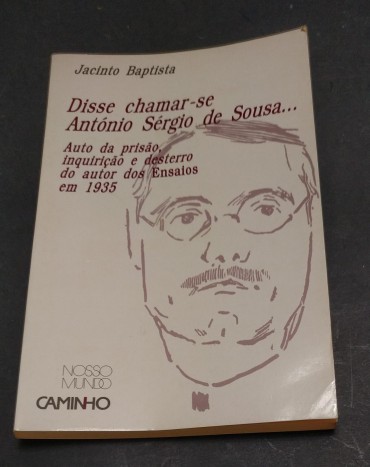 Jacinto Baptista
Disse chamar-se
António Sérgio de Sousa...
Auto da prisão,
inquirição e desterro
do autor dos Ensaios
em 1935
NOSSO
MUNDO
CAMINHO